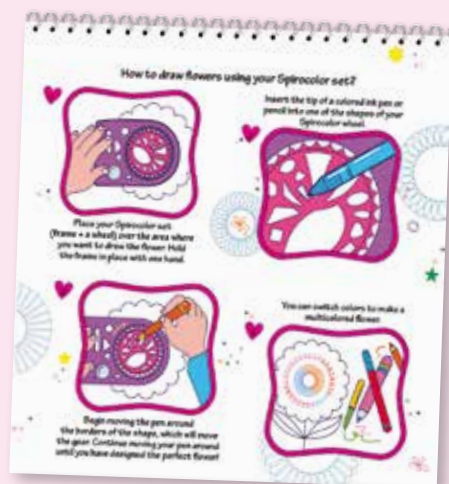 How to draw flowers using your Spirocolor set?
Place your Spirocolor set
(frame + a wheel) over the area where
you want to draw the flower. Hold
the frame in place with one hand.
Insert the tip of a colored ink pen or
pencil into one of the shapes of your
Spirocolor wheel.
Begin moving the pen around
the borders of the shape, which will move
the gear. Continue moving your pen around
until you have designed the perfect flower!
You can switch colors to make a
multicolored flower.